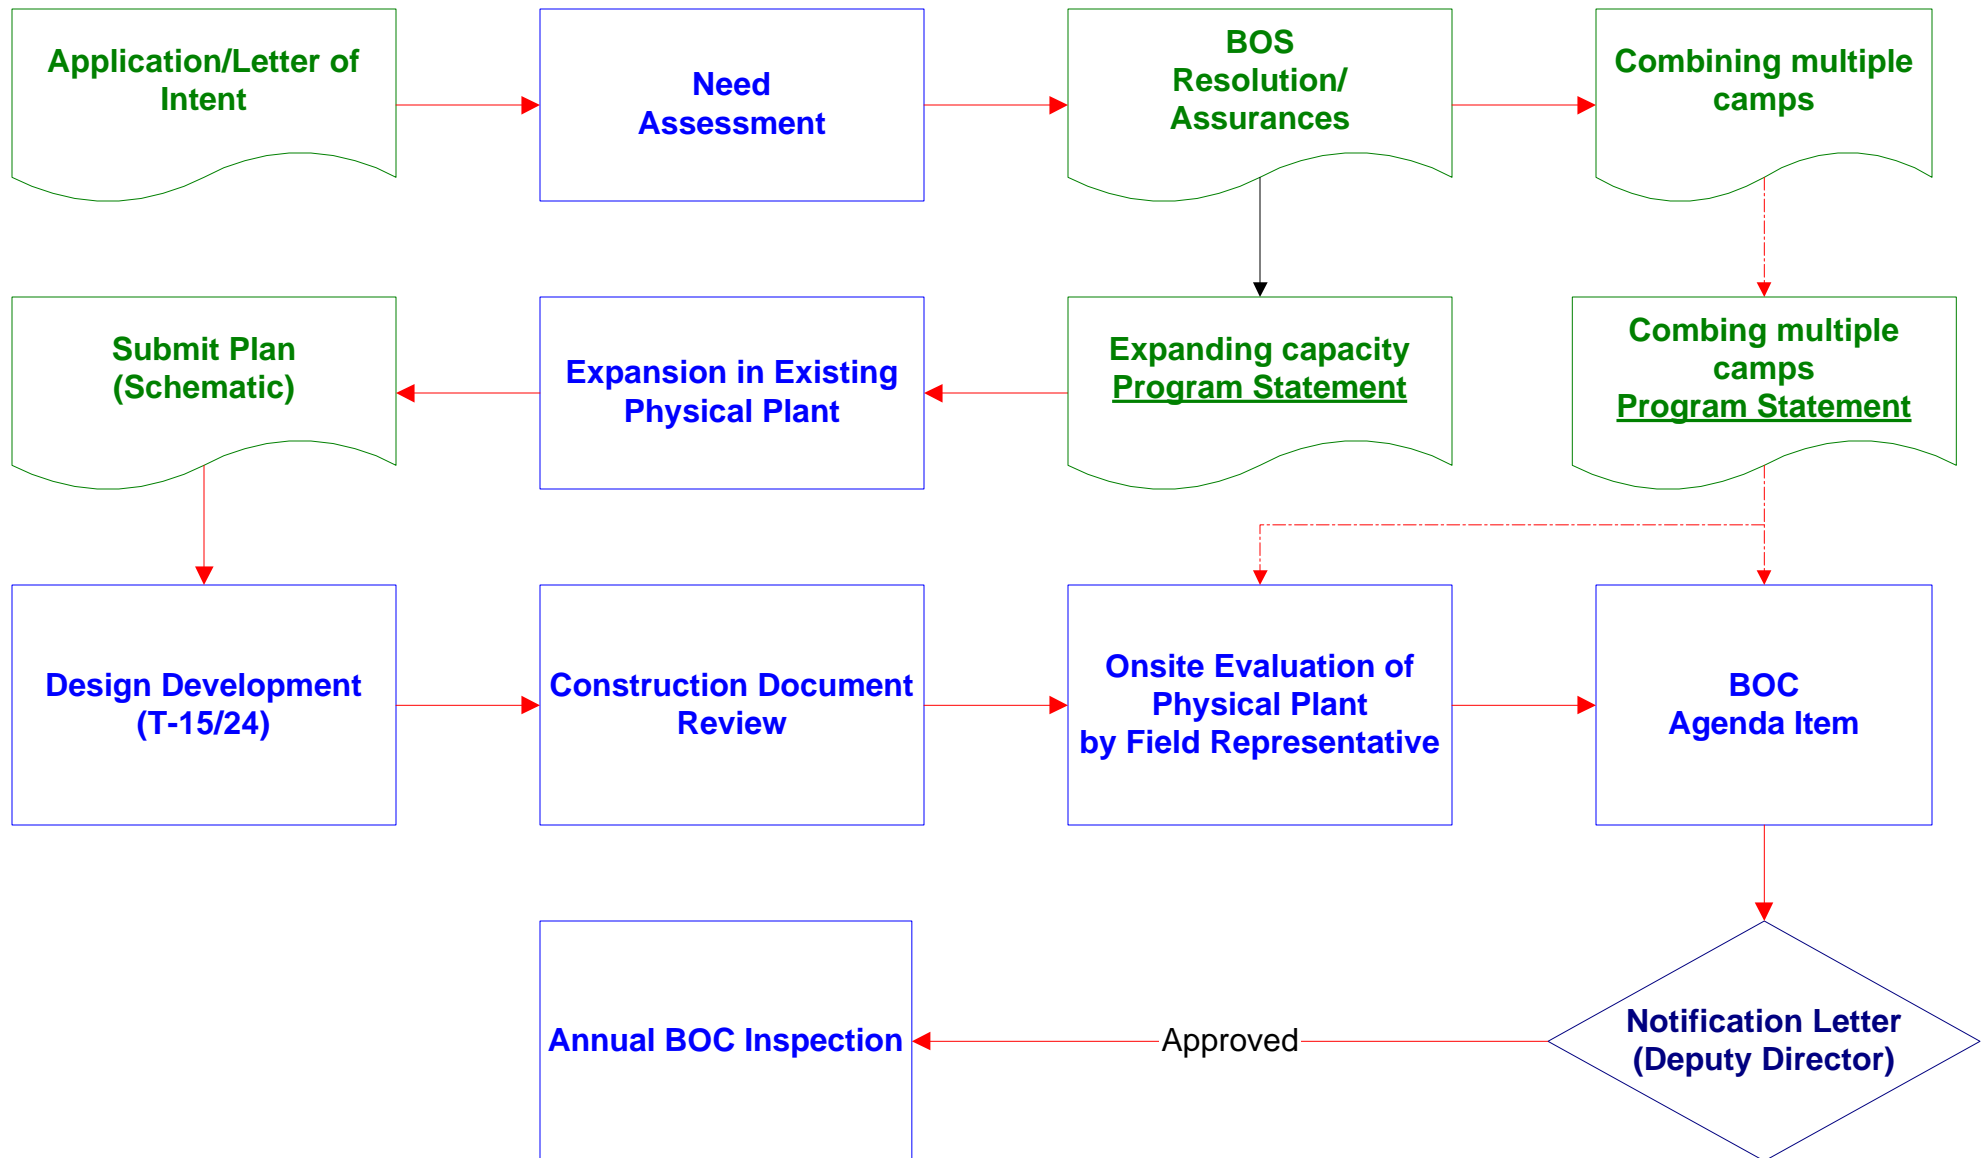 Application/Letter of
Intent
Need
Assessment
BOS
Resolution/
Assurances
Combining multiple
camps
Submit Plan
(Schematic)
Expansion in Existing
Physical Plant
Expanding capacity
Program Statement
Combing multiple
camps
Program Statement
Design Development
(T-15/24)
Construction Document
Review
Onsite Evaluation of
Physical Plant
by Field Representative
BOC
Agenda Item
Annual BOC Inspection
Approved
Notification Letter
(Deputy Director)